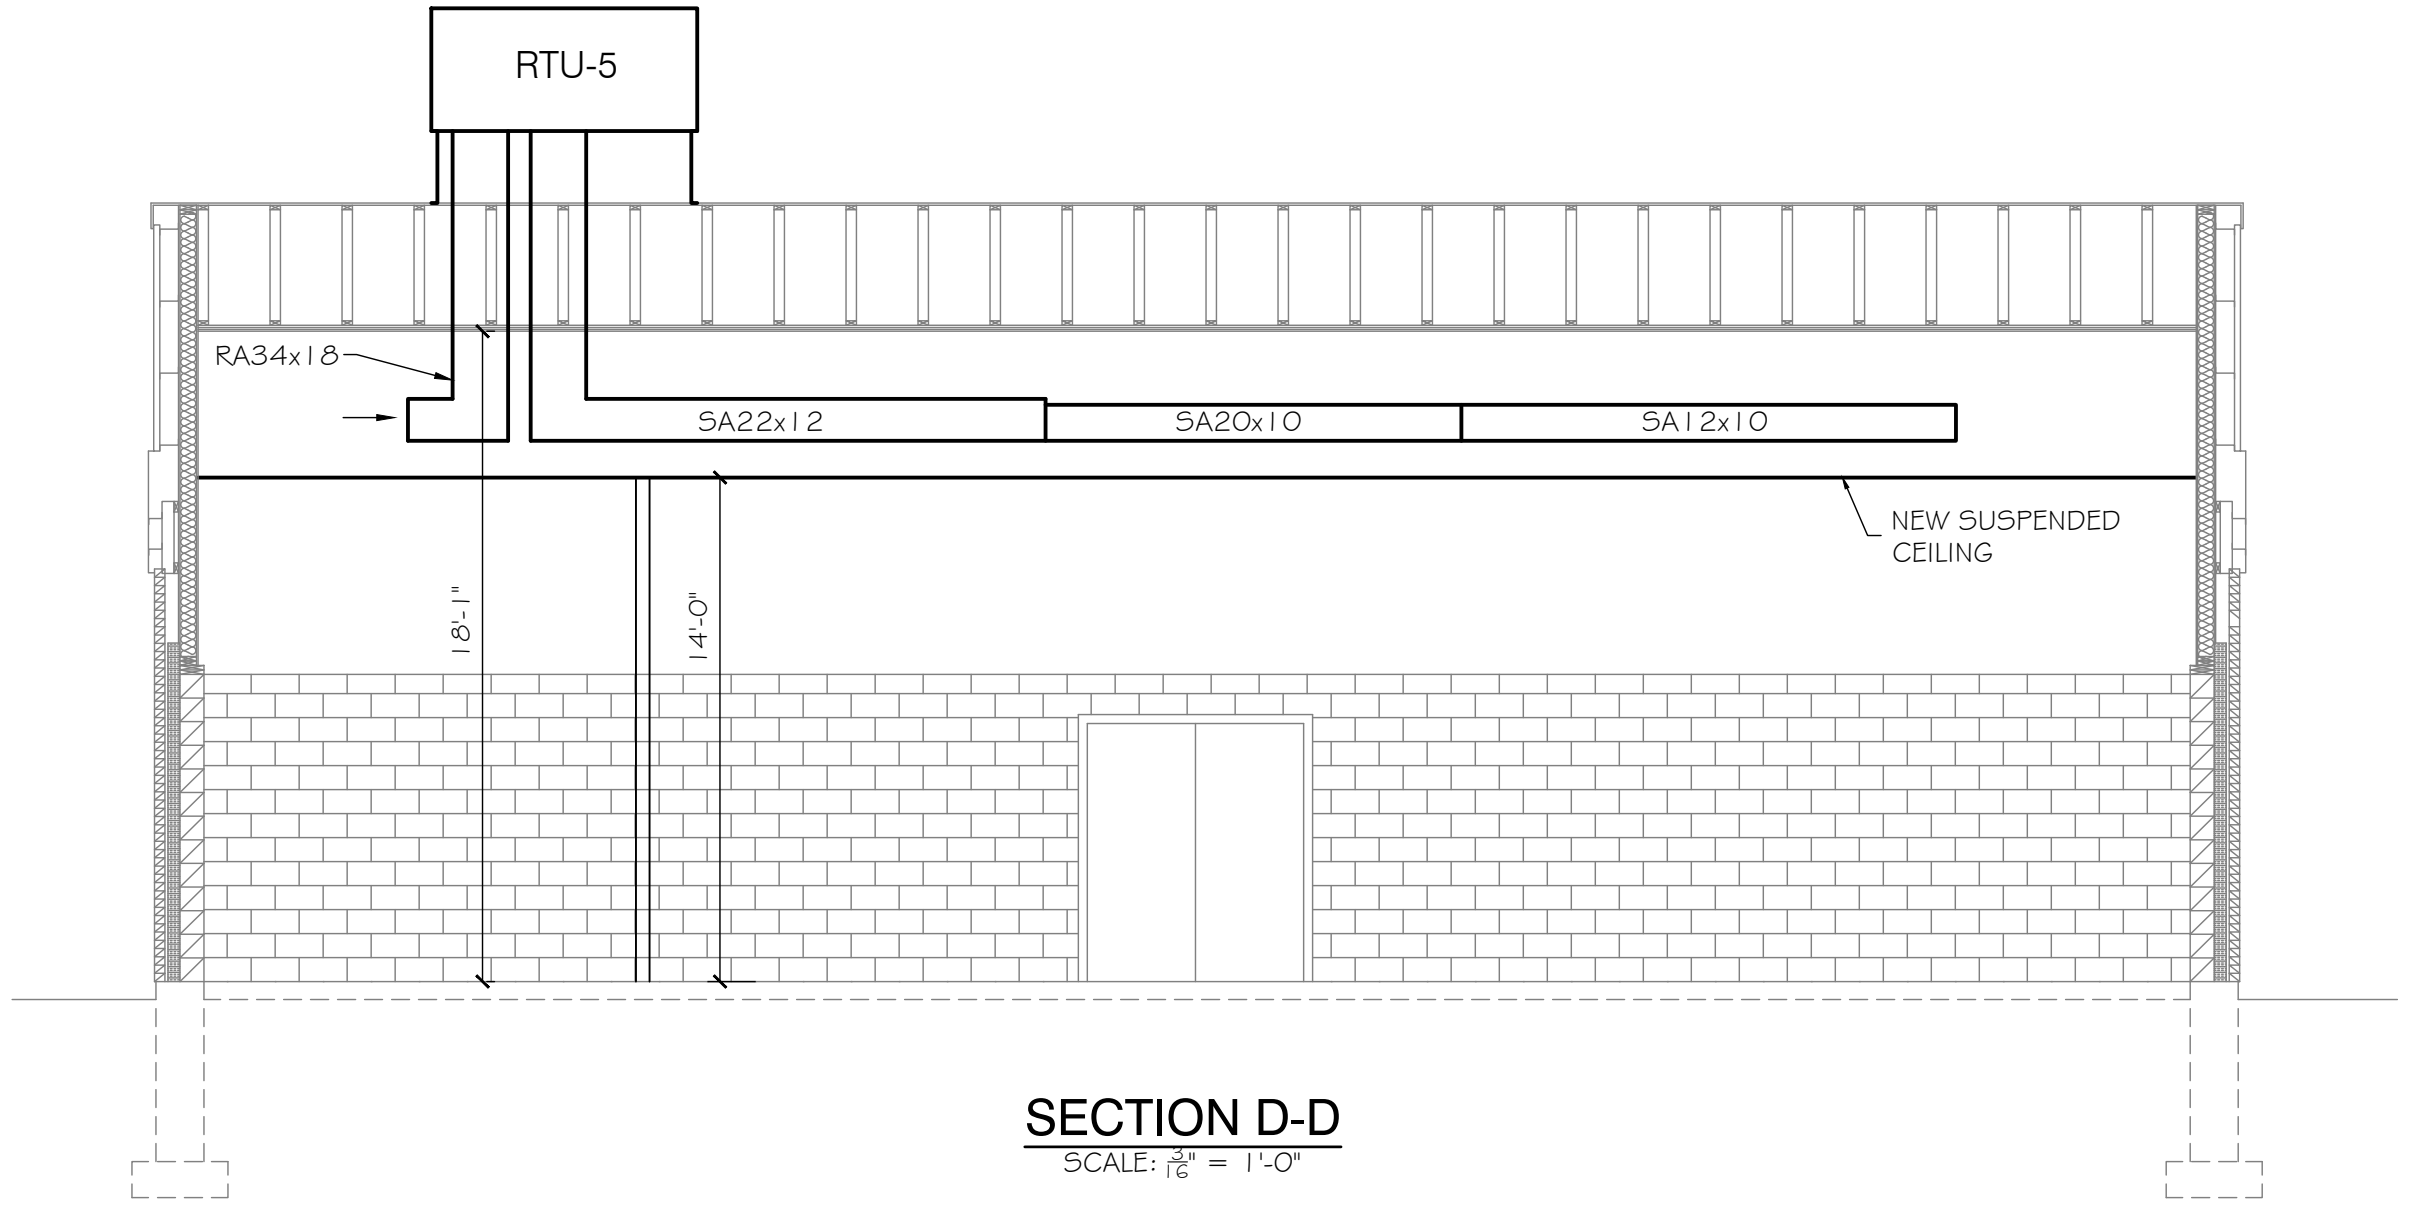 RTU-5
RA34x18
SA22x12
SA20x10
SA12x10
NEW SUSPENDED
CEILING
18'-1"
14'-0"
SECTION D-D
SCALE: 3/16" = 1'-0"